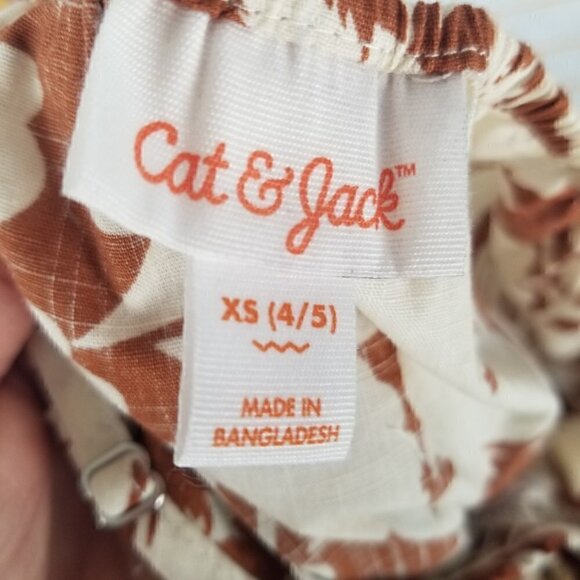 Cat & Jack™
XS (4/5)
MADE IN
BANGLADESH